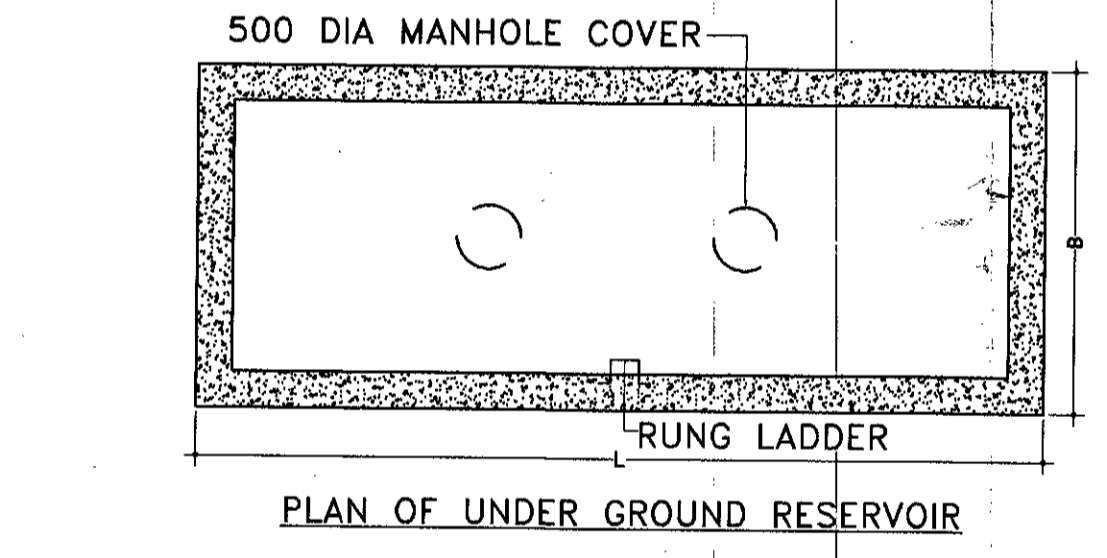 500 DIA MANHOLE COVER
B
RUNG LADDER
L
PLAN OF UNDER GROUND RESERVOIR